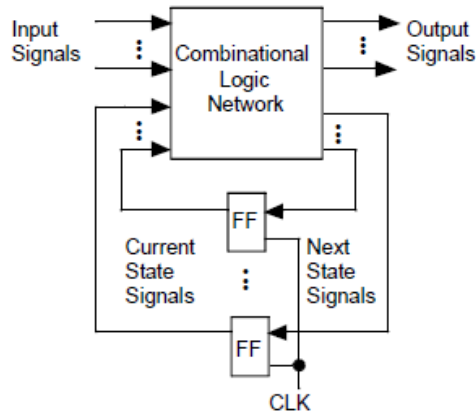 Input
Signals
Combinational
Logic
Network
Output
Signals
FF
Current
State
Signals
Next
State
Signals
FF
CLK